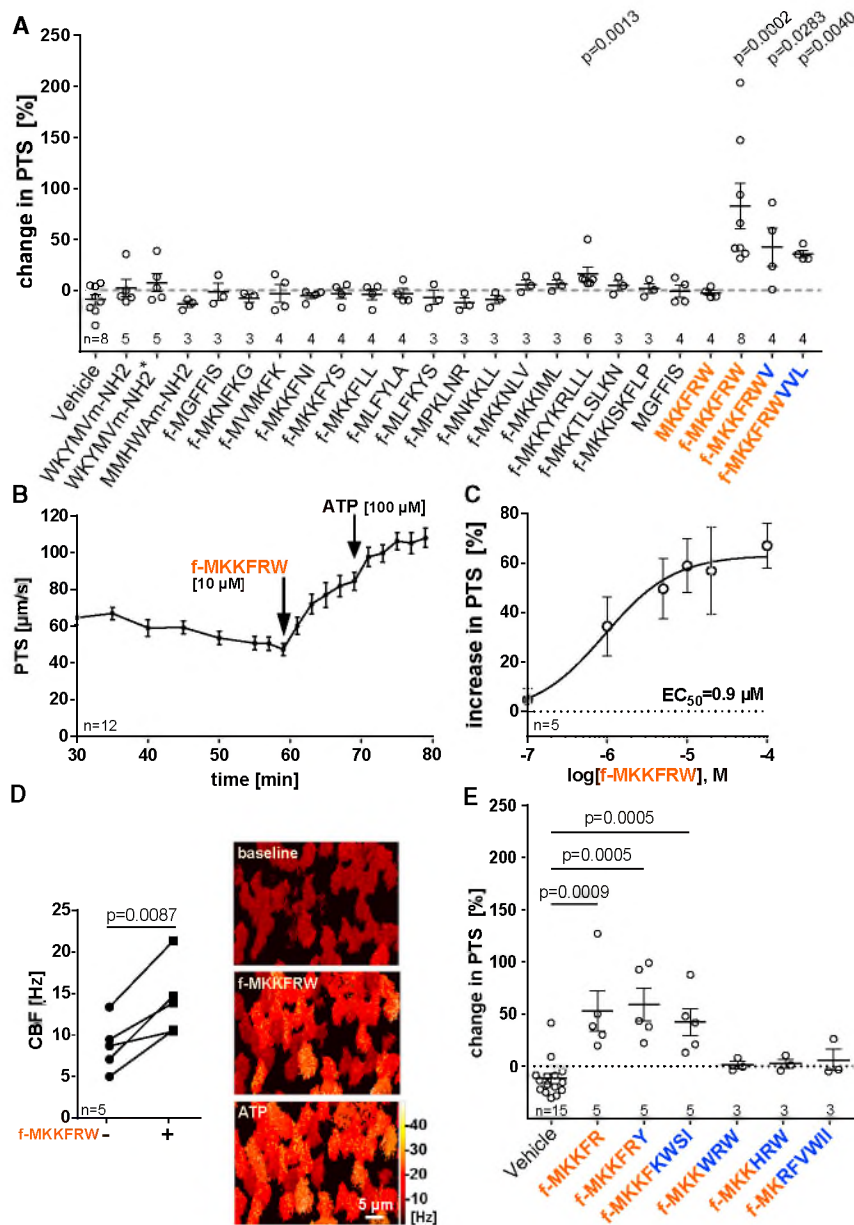 A
p=0.0013
p=0.0002
p=0.0283
p=0.0040
change in PTS [%]
250
200
150
100
50
0
n=8 5 5 3 3 3 4 4 4 4 4 3 3 3 3 3 6 3 3 4 4 8 4 4
Vehicle
WKYMVm-NH2
WKYMVm-NH2*
MMHWAm-NH2
f-MGFFIS
f-MKNFKG
f-MVMKFK
f-MKKFNI
f-MKKFYS
f-MKKFLL
f-MLFYLA
f-MLFKYS
f-MPKLNR
f-MNKKLL
f-MKKNLV
f-MKKIML
f-MKKYKRLLL
f-MKKTLSLKN
f-MKKISKFLP
MGFFIS
MKKFRW
f-MKKFRW
f-MKKFRWV
f-MKKFRWVVL
B
PTS [µm/s]
120
100
80
60
40
20
0
f-MKKFRW
[10 µM]
ATP [100 µM]
n=12
30 40 50 60 70 80
time [min]
C
increase in PTS [%]
80
60
40
20
0
EC50=0.9 µM
n=5
-7 -6 -5 -4
log[f-MKKFRW], M
D
CBF [Hz]
25
20
15
10
5
0
p=0.0087
n=5
f-MKKFRW - +
baseline
f-MKKFRW
ATP
40
30
20
10
[Hz]
5 µm
E
change in PTS [%]
250
200
150
100
50
0
p=0.0005
p=0.0005
p=0.0009
n=15 5 5 5 3 3 3
Vehicle
f-MKKFR
f-MKKFRY
f-MKKFKWSI
f-MKKWRW
f-MKKHRW
f-MKRFVWII